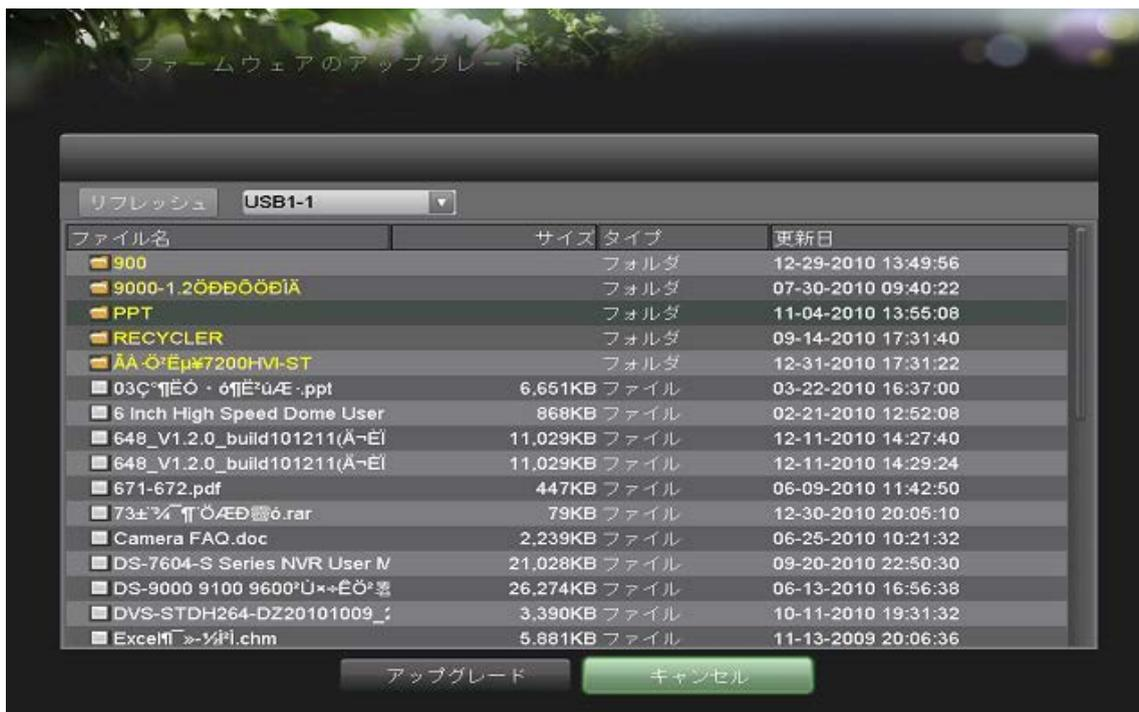 ファームウェアのアップグレード
リフレッシュ USB1-1
ファイル名 サイズ タイプ 更新日
900 フォルダ 12-29-2010 13:49:56
9000-1.2ÖÐÐÔÖÐÎÄ フォルダ 07-30-2010 09:40:22
PPT フォルダ 11-04-2010 13:55:08
RECYCLER フォルダ 09-14-2010 17:31:40
ÃÀ·Ö²Ëµ¥7200HVI-ST フォルダ 12-31-2010 17:31:22
03Ç°¶ËÓ・ó¶Ë²úÆ·.ppt 6,651KB ファイル 03-22-2010 16:37:00
6 Inch High Speed Dome User 868KB ファイル 02-21-2010 12:52:08
648_V1.2.0_build101211(Ä¬ÈÏ 11,029KB ファイル 12-11-2010 14:27:40
648_V1.2.0_build101211(Ä¬ÈÏ 11,029KB ファイル 12-11-2010 14:29:24
671-672.pdf 447KB ファイル 06-09-2010 11:42:50
79KB ファイル 12-30-2010 20:05:10
Camera FAQ.doc 2,239KB ファイル 06-25-2010 10:21:32
DS-7604-S Series NVR User M 21,028KB ファイル 09-20-2010 22:50:30
DS-9000 9100 9600²Ù×÷ÊÖ² 26,274KB ファイル 06-13-2010 16:56:38
DVS-STDH264-DZ20101009_ 3,390KB ファイル 10-11-2010 19:31:32
5,881KB ファイル 11-13-2009 20:06:36
アップグレード キャンセル